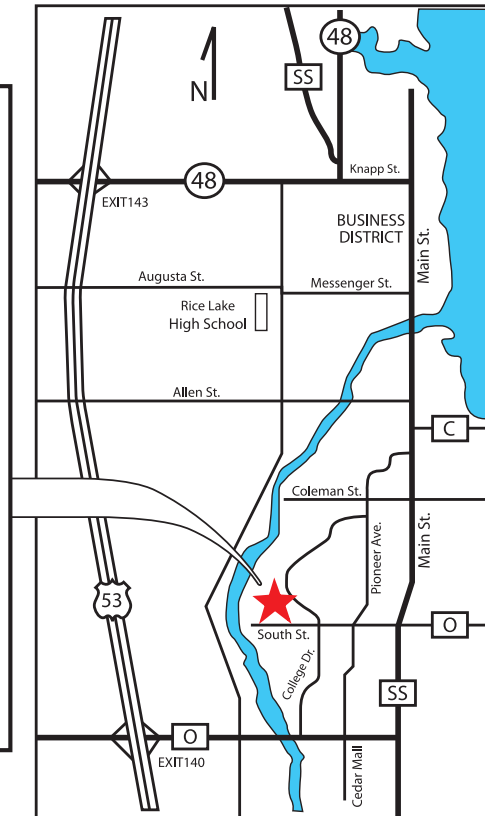 48
SS
N
Knapp St.
48
EXIT143
BUSINESS
DISTRICT
Main St.
Augusta St.
Messenger St.
Rice Lake
High School
Allen St.
C
Coleman St.
Pioneer Ave.
Main St.
53
O
South St.
College Dr.
SS
O
EXIT140
Cedar Mall